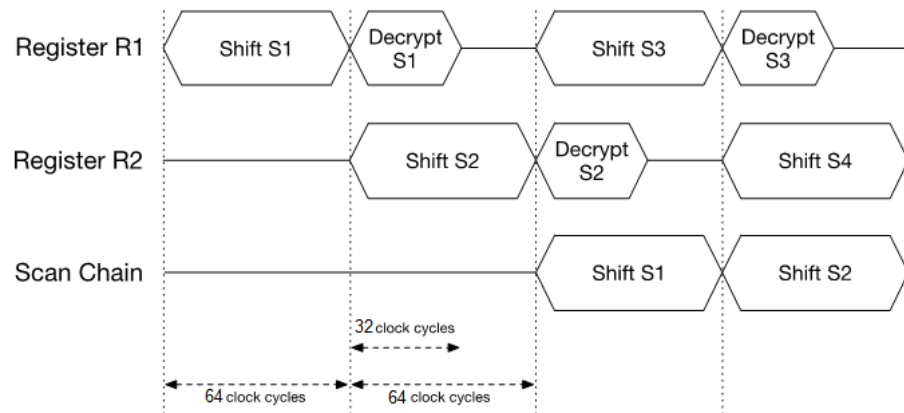 Register R1
Shift S1
Decrypt
S1
Shift S3
Decrypt
S3
Register R2
Shift S2
Decrypt
S2
Shift S4
Scan Chain
Shift S1
Shift S2
32 clock cycles
64 clock cycles
64 clock cycles